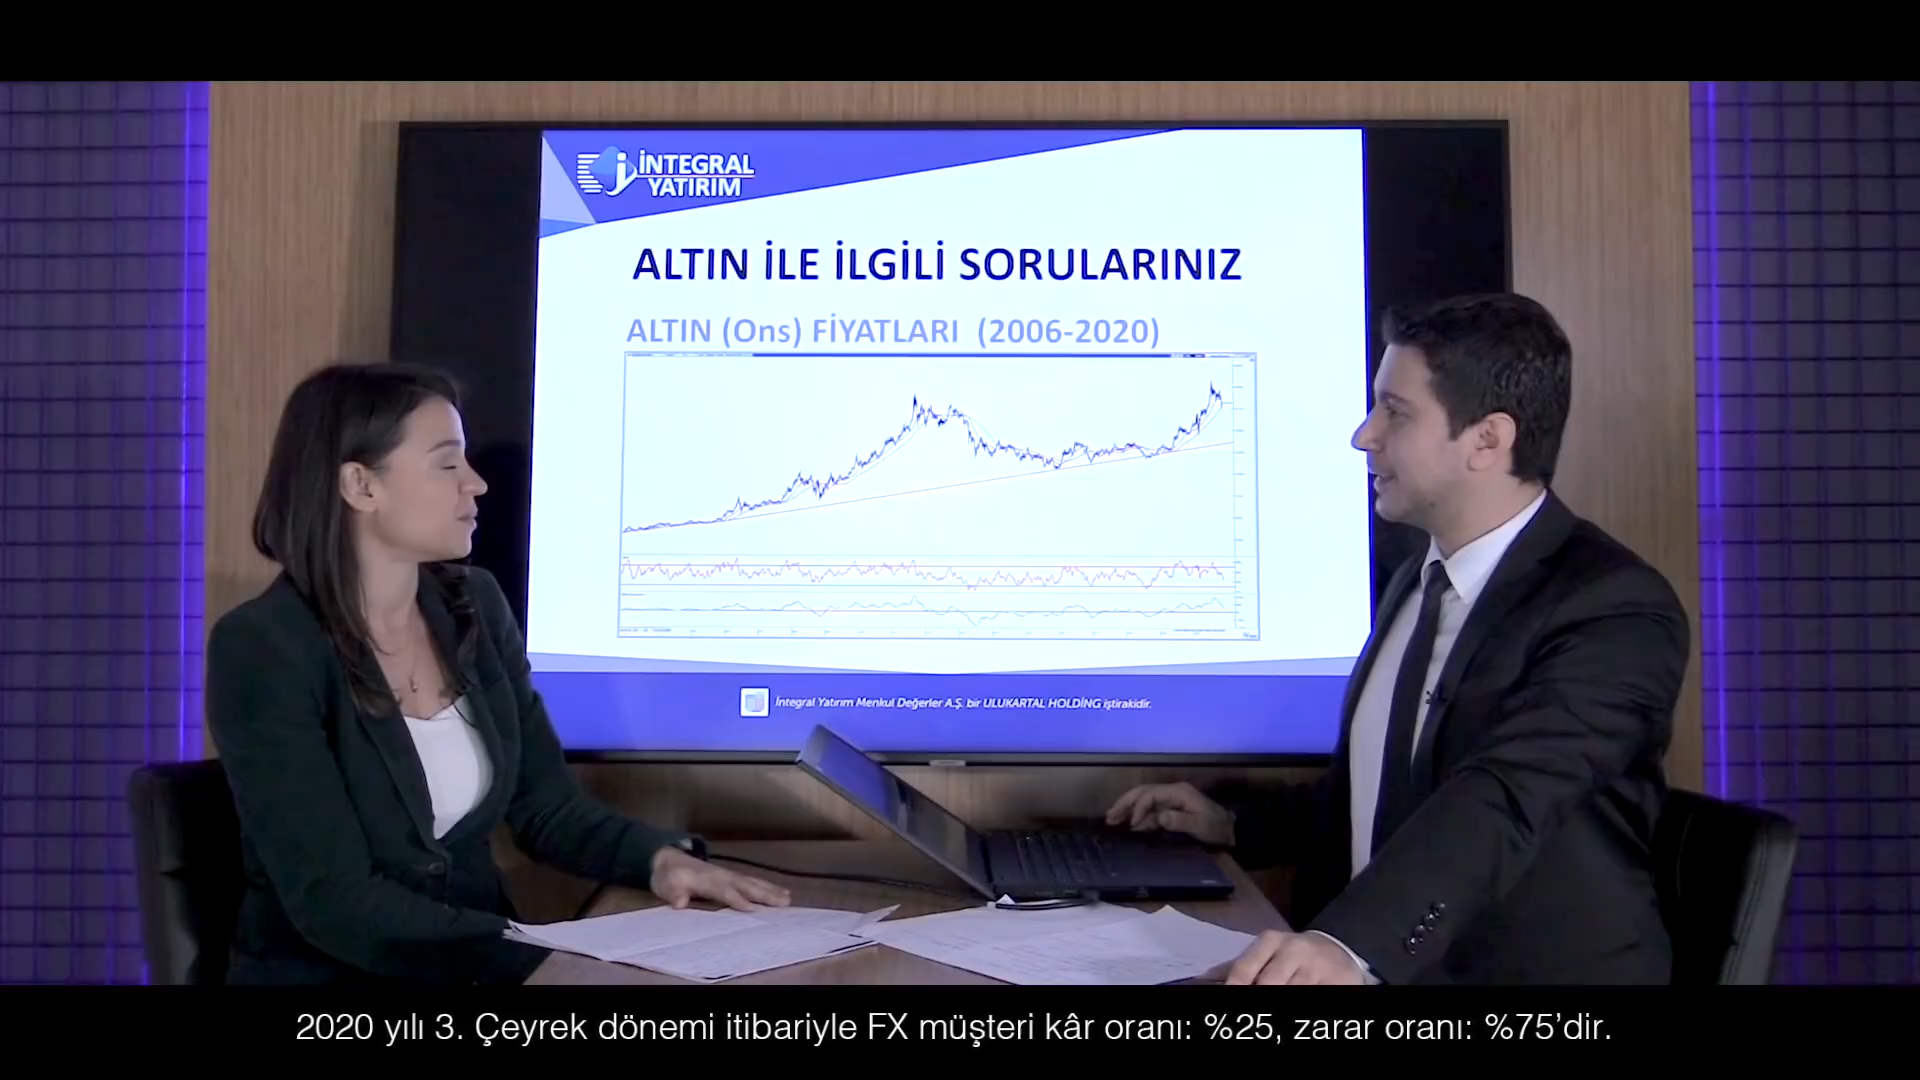 İNTEGRAL
YATIRIM
ALTIN İLE İLGİLİ SORULARINIZ
ALTIN (Ons) FİYATLARI (2006-2020)
İntegral Yatırım Menkul Değerler A.Ş. bir ULUKARTAL HOLDİNG iştirakidir.
2020 yılı 3. Çeyrek dönemi itibariyle FX müşteri kâr oranı: %25, zarar oranı: %75’dir.